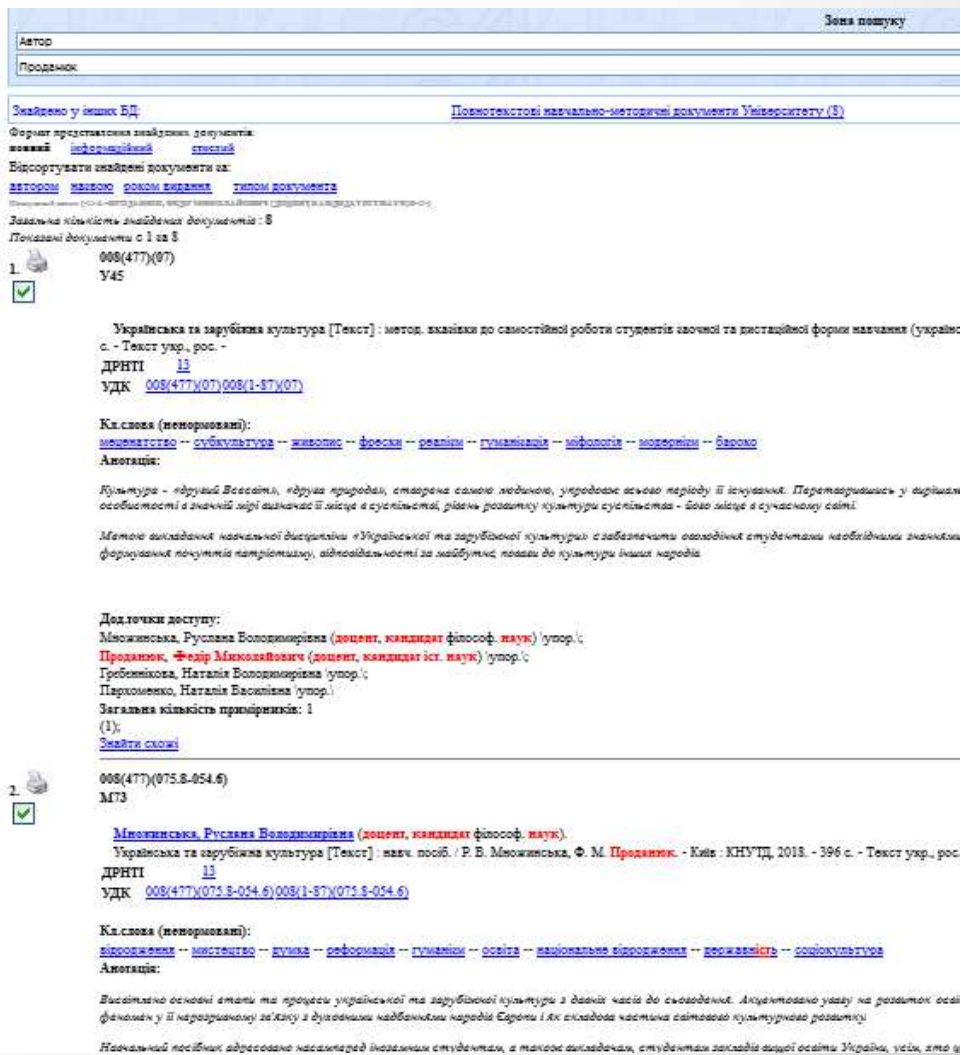 Зона пошуку
Автор
Проданюк
Знайдено у інших БД: Повнотекстові навчально-методичні документи Університету (8)
Формат представлення знайдених документів:
повний інформаційний стислий
Відсортувати знайдені документи за:
автором назвою роком видання типом документа
Загальна кількість знайдених документів : 8
Показані документи с 1 за 8
1.
008(477)(07)
У45
Українська та зарубіжна культура [Текст] : метод. вказівки до самостійної роботи студентів заочної та дистаційної форми навчання (українс
с. - Текст укр., рос. -
ДРНТІ 13
УДК 008(477)(07) 008(1-87)(07)
Кл.слова (ненормовані):
меценатство -- субкультура -- живопис -- фрески -- реалізм -- гуманізація -- міфологія -- модернізм -- бароко
Анотація:
Культура - «другий Всесвіт», «друга природа», створена самою людиною, упродовж всього періоду її існування. Перетворившись у вирішал
особистості в значній мірі визначає її місце в суспільстві, рівень розвитку культури суспільства - його місце в сучасному світі.
Метою викладання навчальної дисципліни «Української та зарубіжної культури» є забезпечити оволодіння студентами необхідними знаннями
формування почуттів патріотизму, відповідальності за майбутнє, поваги до культури інших народів.
Дод.точки доступу:
Множинська, Руслана Володимирівна (доцент, кандидат філософ. наук) \упор.\;
Проданюк, Федір Миколайович (доцент, кандидат іст. наук) \упор.\;
Гребеннікова, Наталія Володимирівна \упор.\;
Пархоменко, Наталія Василівна \упор.\
Загальна кількість примірників: 1
(1);
Знайти схожі
2.
008(477)(075.8-054.6)
М73
Множинська, Руслана Володимирівна (доцент, кандидат філософ. наук).
Українська та зарубіжна культура [Текст] : навч. посіб. / Р. В. Множинська, Ф. М. Проданюк. - Київ : КНУТД, 2018. - 396 с. - Текст укр., рос.
ДРНТІ 13
УДК 008(477)(075.8-054.6) 008(1-87)(075.8-054.6)
Кл.слова (ненормовані):
відродження -- мистецтво -- думка -- реформація -- гуманізм -- освіта -- національне відродження -- державність -- соціокультура
Анотація:
Висвітлено основні етапи та процеси української та зарубіжної культури з давніх часів до сьогодення. Акцентовано увагу на розвиток осві
феномен у її нерозривному зв'язку з духовними надбаннями народів Європи і як складова частина світового культурного розвитку.
Навчальний посібник адресовано насамперед іноземним студентам, а також викладачам, студентам закладів вищої освіти України, усім, хто ц